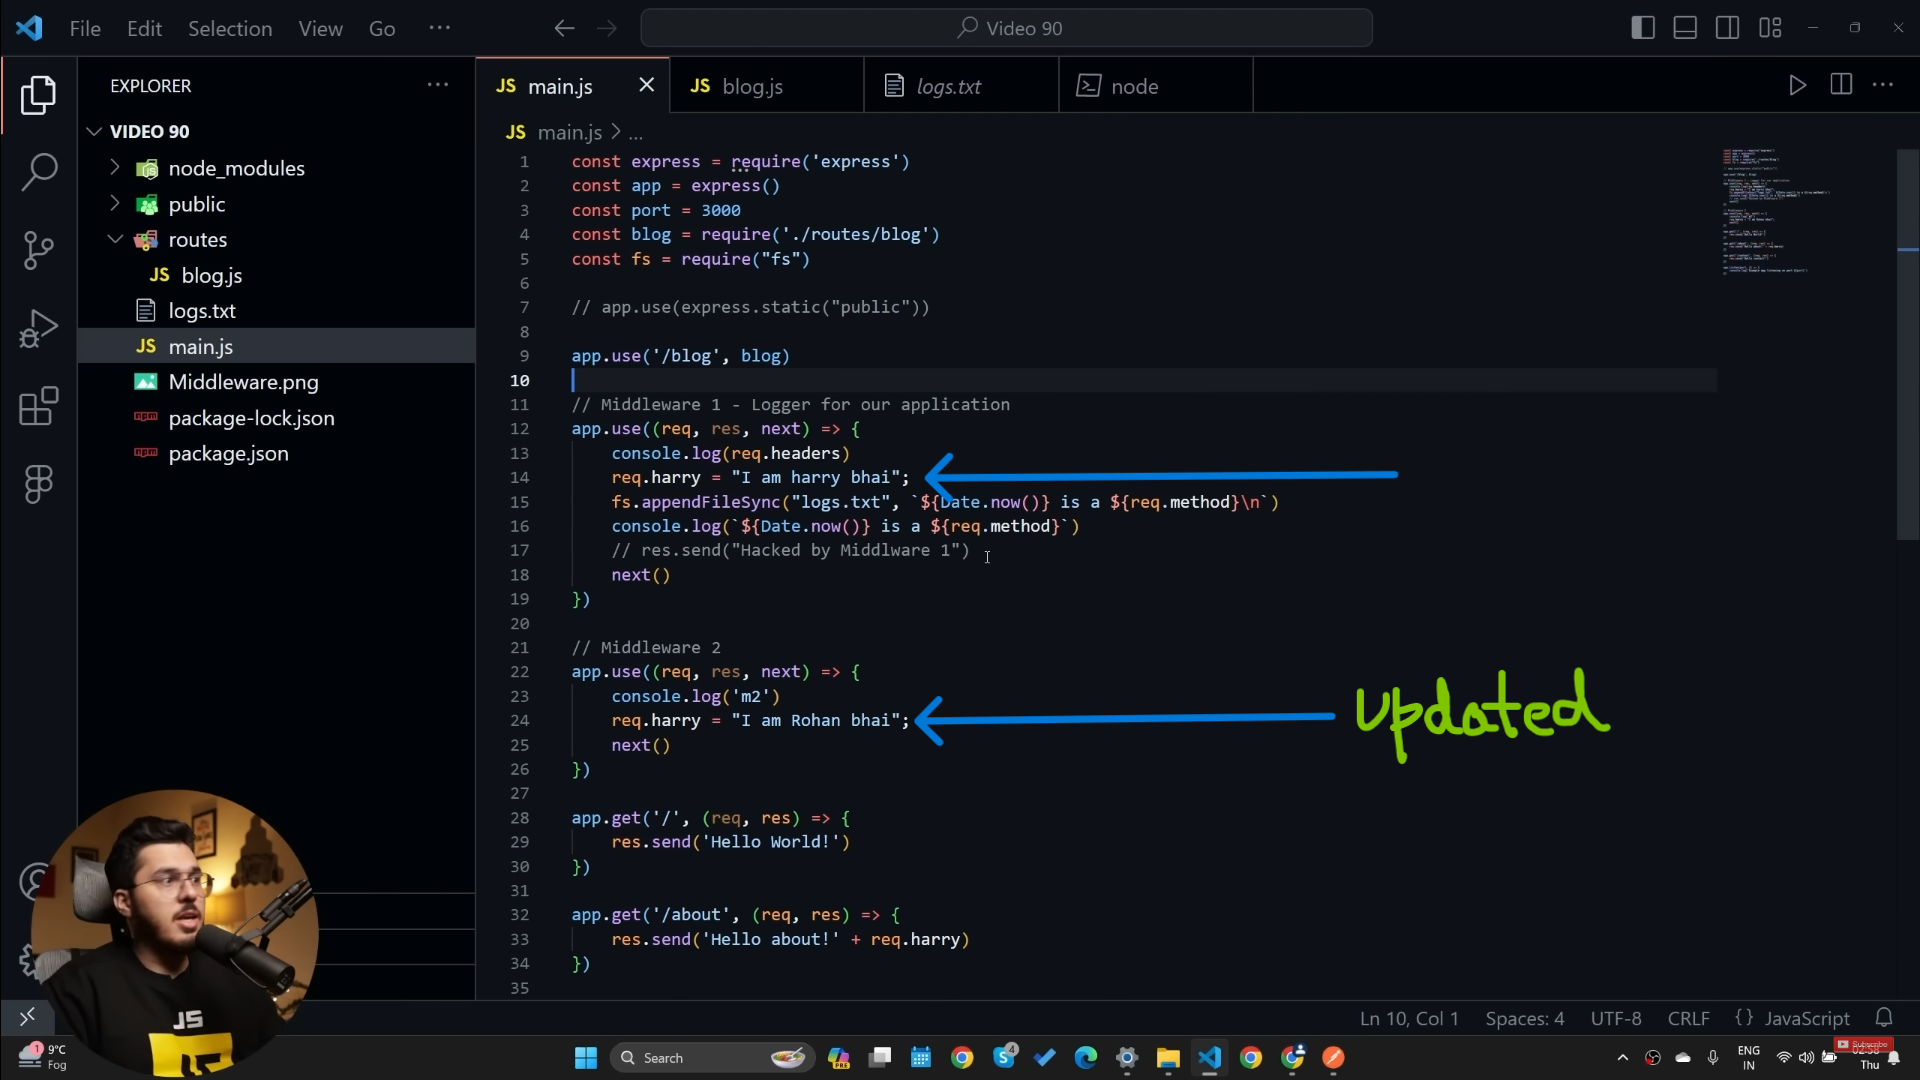 File Edit Selection View Go ... Video 90
EXPLORER
VIDEO 90
node_modules
public
routes
JS blog.js
logs.txt
JS main.js
Middleware.png
package-lock.json
package.json
JS main.js
JS blog.js
logs.txt
node
JS main.js > ...
1 const express = require('express')
2 const app = express()
3 const port = 3000
4 const blog = require('./routes/blog')
5 const fs = require("fs")
6
7 // app.use(express.static("public"))
8
9 app.use('/blog', blog)
10
11 // Middleware 1 - Logger for our application
12 app.use((req, res, next) => {
13 console.log(req.headers)
14 req.harry = "I am harry bhai";
15 fs.appendFileSync("logs.txt", `${Date.now()} is a ${req.method}\n`)
16 console.log(`${Date.now()} is a ${req.method}`)
17 // res.send("Hacked by Middlware 1")
18 next()
19 })
20
21 // Middleware 2
22 app.use((req, res, next) => {
23 console.log('m2')
24 req.harry = "I am Rohan bhai";
25 next()
26 })
27
28 app.get('/', (req, res) => {
29 res.send('Hello World!')
30 })
31
32 app.get('/about', (req, res) => {
33 res.send('Hello about!' + req.harry)
34 })
35
Updated
JS
Ln 10, Col 1 Spaces: 4 UTF-8 CRLF {} JavaScript
1
9°C
Fog
Search
PRE
4
ENG
IN
Subscribe
Thu